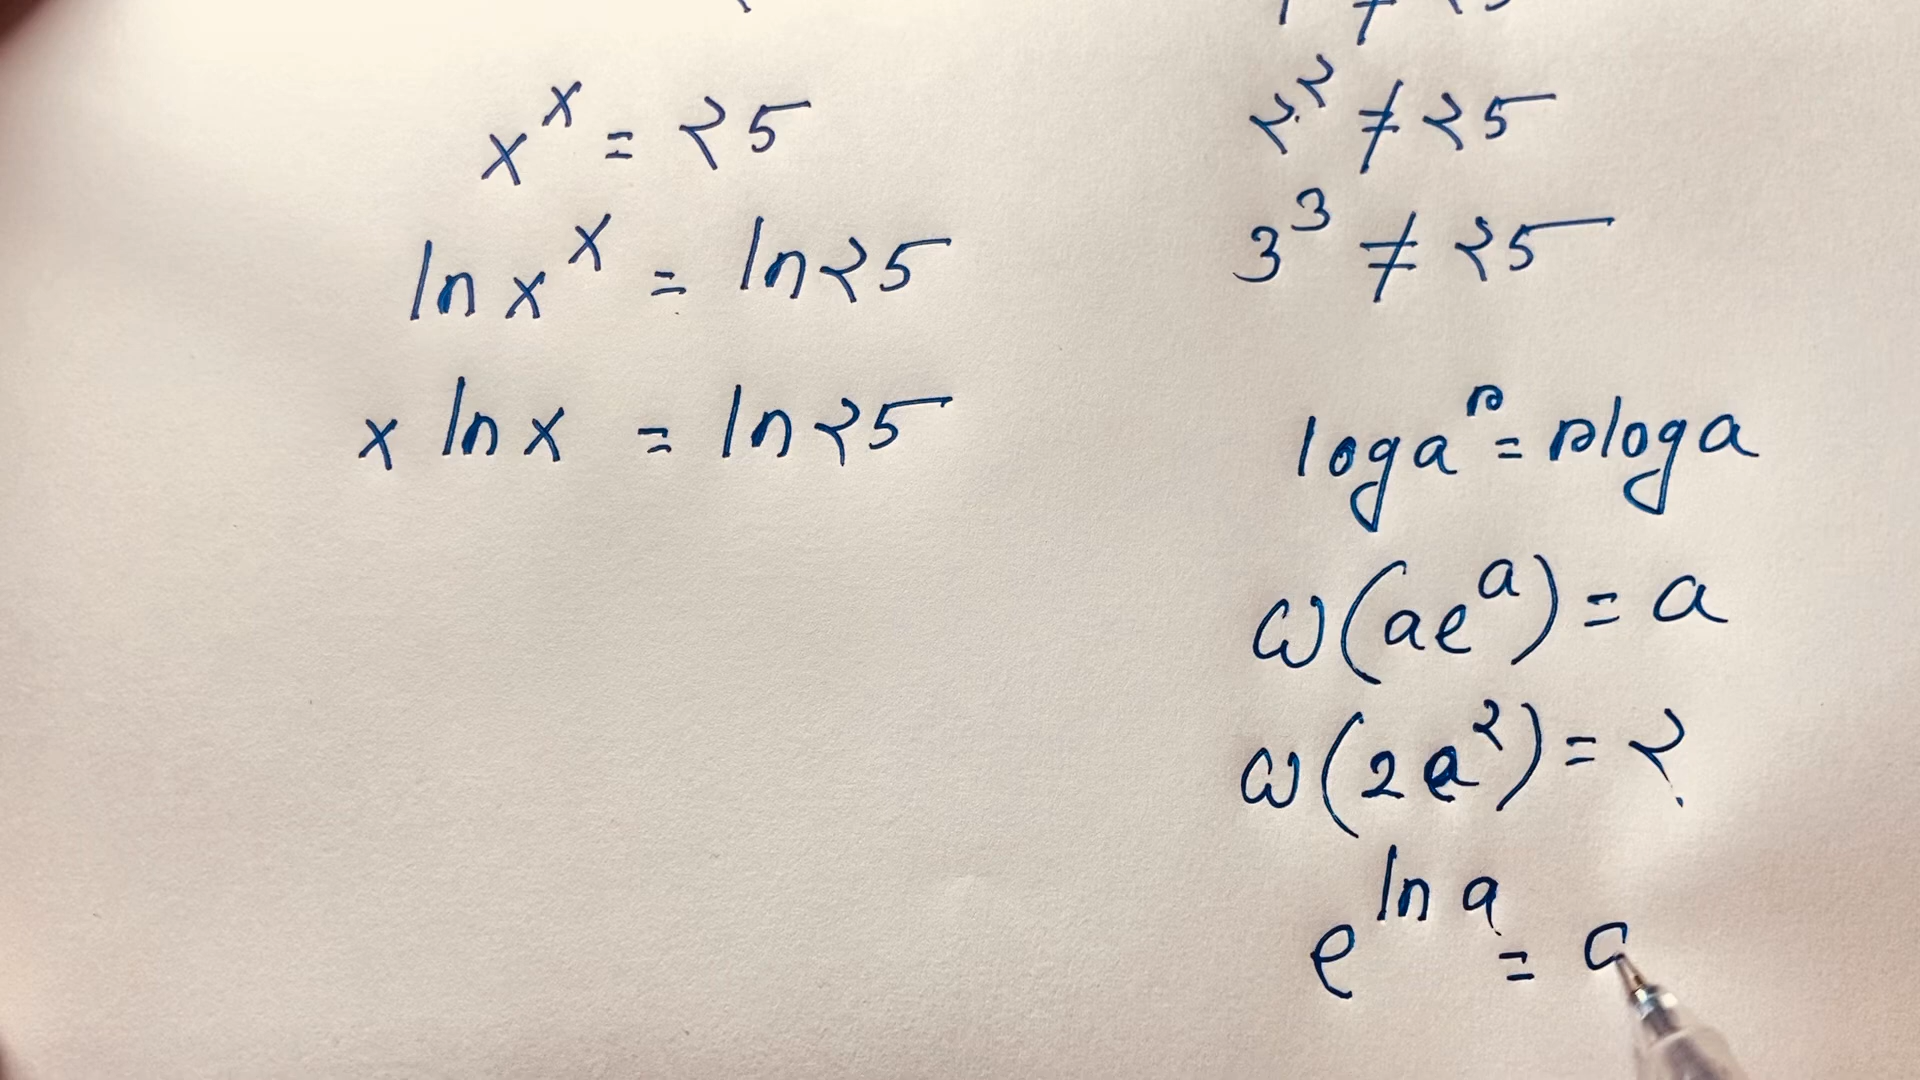 x^x = 25
ln x^x = ln 25
x ln x = ln 25
2^2 ≠ 25
3^3 ≠ 25
log a^n = n log a
ω(ae^a) = a
ω(2e^2) = 2
e^ln a = a